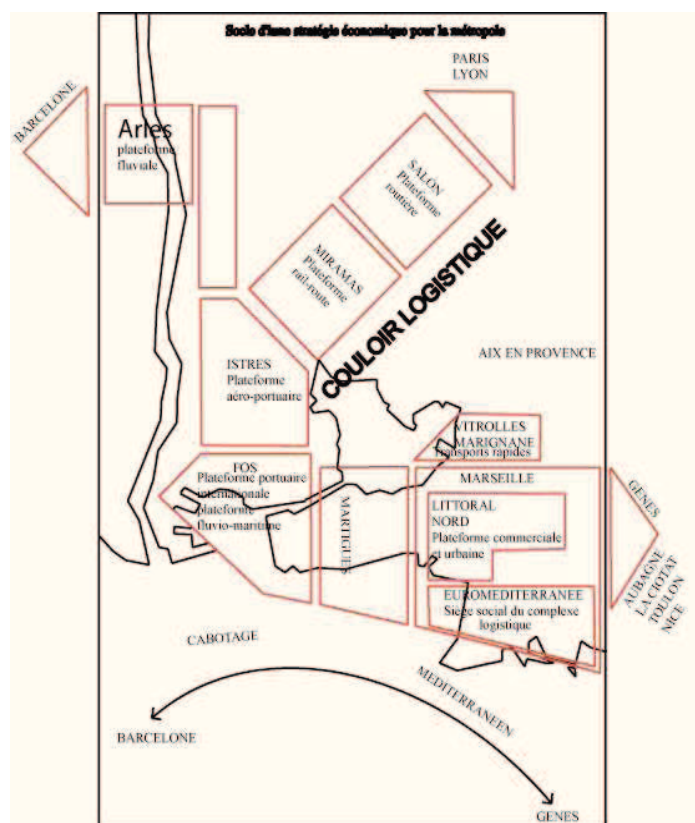 Socle d'une stratégie économique pour la métropole
PARIS
LYON
BARCELONE
Arles
plateforme
fluviale
SALON
Plateforme
routière
MIRAMAS
Plateforme
rail-route
COULOIR LOGISTIQUE
AIX EN PROVENCE
ISTRES
Plateforme
aéro-portuaire
VITROLLES
MARIGNANE
Transports rapides
FOS
Plateforme portuaire
internationale
plateforme
fluvio-maritime
MARTIGUES
MARSEILLE
LITTORAL
NORD
Plateforme commerciale
et urbaine
EUROMEDITERRANEE
Siège social du complexe
logistique
GENES
AUBAGNE
LA CIOTAT
TOULON
NICE
CABOTAGE
MEDITERRANEEN
BARCELONE
GENES